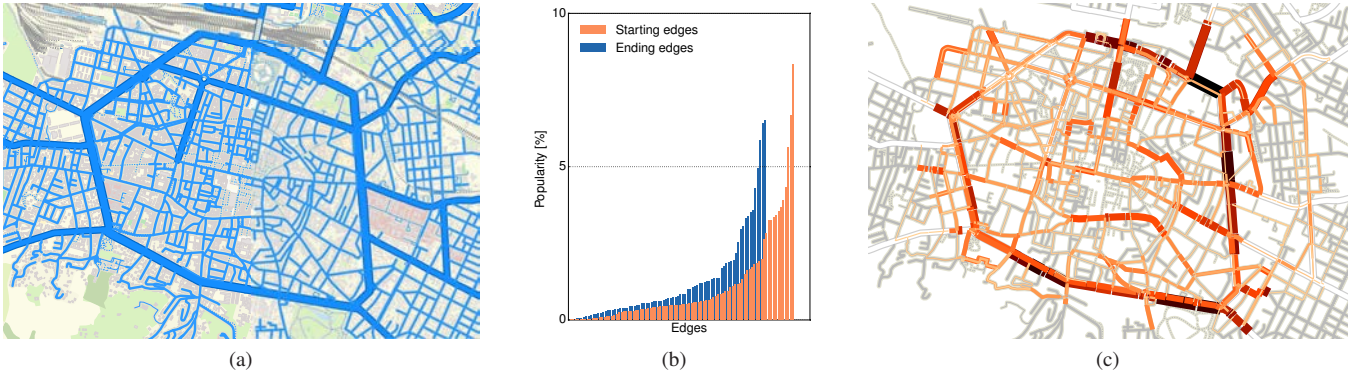 10
Starting edges
Ending edges
Popularity [%]
5
0
Edges
(a)
(b)
(c)